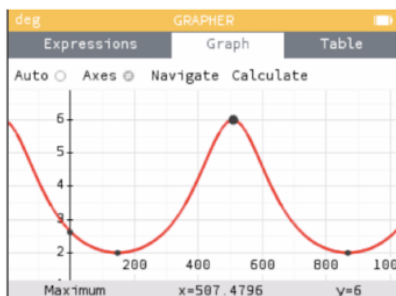 deg GRAPHER
Expressions Graph Table
Auto Axes Navigate Calculate
6
5
4
3
2
200 400 600 800 100
Maximum x=507.4796 y=6